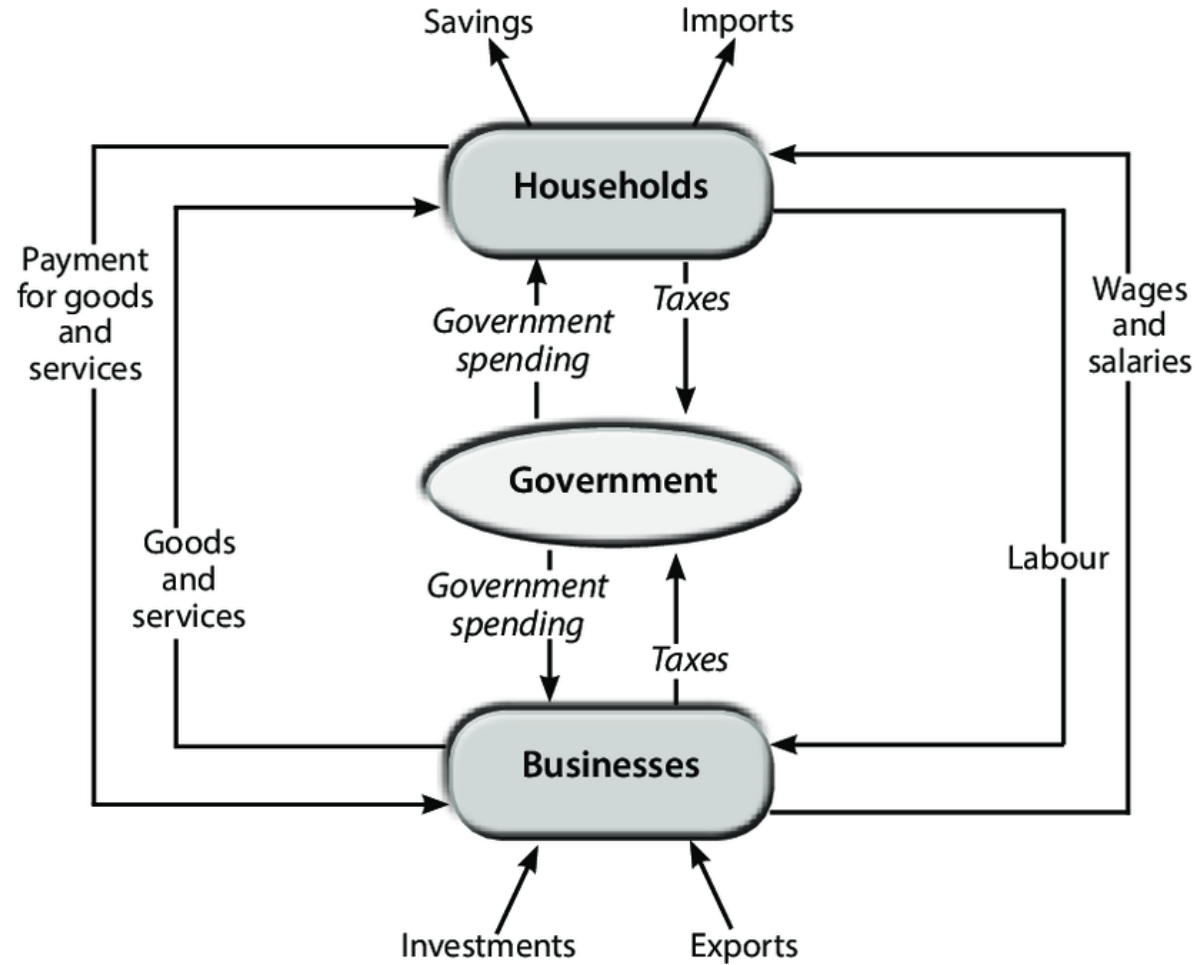 Savings
Imports
Households
Payment
for goods
and
services
Government
spending
Taxes
Wages
and
salaries
Government
Goods
and
services
Government
spending
Taxes
Labour
Businesses
Investments
Exports